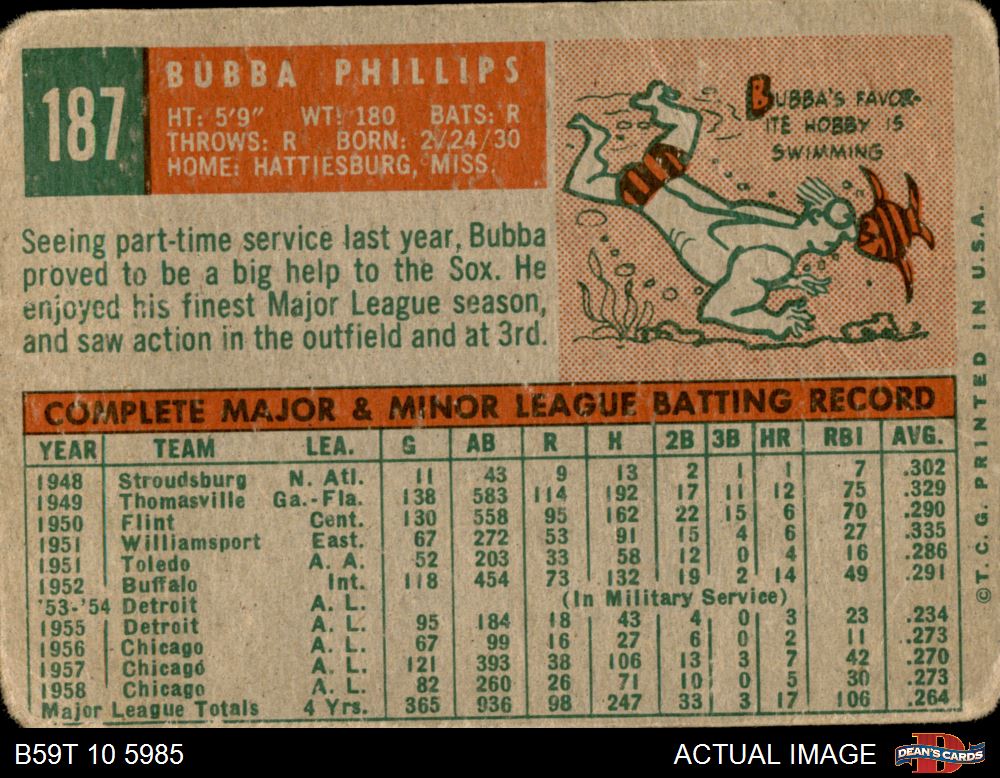 187
BUBBA PHILLIPS
HT: 5'9" WT: 180 BATS: R
THROWS: R BORN: 2/24/30
HOME: HATTIESBURG, MISS.
BUBBA'S FAVOR-
ITE HOBBY IS
SWIMMING
Seeing part-time service last year, Bubba
proved to be a big help to the Sox. He
enjoyed his finest Major League season,
and saw action in the outfield and at 3rd.
COMPLETE MAJOR & MINOR LEAGUE BATTING RECORD
YEAR TEAM LEA. G AB R H 2B 3B HR RBI AVG.
1948 Stroudsburg N. Atl. 11 43 9 13 2 1 1 7 .302
1949 Thomasville Ga.-Fla. 138 583 114 192 17 11 12 75 .329
1950 Flint Cent. 130 558 95 162 22 15 6 70 .290
1951 Williamsport East. 67 272 53 91 15 4 6 27 .335
1951 Toledo A. A. 52 203 33 58 12 0 4 16 .286
1952 Buffalo Int. 118 454 73 132 19 2 14 49 .291
'53-'54 Detroit A. L. (In Military Service)
1955 Detroit A. L. 95 184 18 43 4 0 3 23 .234
1956 Chicago A. L. 67 99 16 27 6 0 2 11 .273
1957 Chicago A. L. 121 393 38 106 13 3 7 42 .270
1958 Chicago A. L. 82 260 26 71 10 0 5 30 .273
Major League Totals 4 Yrs. 365 936 98 247 33 3 17 106 .264
© T. C. G. PRINTED IN U.S.A.
B59T 10 5985
ACTUAL IMAGE
DEAN'S CARDS